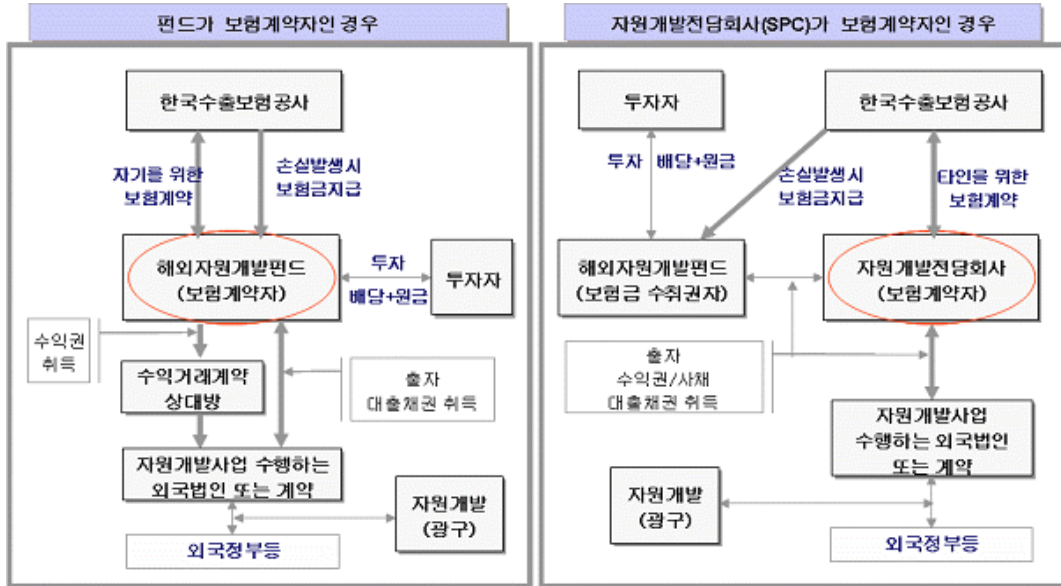 펀드가 보험계약자인 경우
한국수출보험공사
자기를 위한
보험계약
손실발생시
보험금지급
해외자원개발펀드
(보험계약자)
투자
배당+원금
투자자
수익권
취득
수익거래계약
상대방
출자
대출채권 취득
자원개발사업 수행하는
외국법인 또는 계약
자원개발
(광구)
외국정부등
자원개발전담회사(SPC)가 보험계약자인 경우
투자자
한국수출보험공사
투자
배당+원금
손실발생시
보험금지급
타인을 위한
보험계약
해외자원개발펀드
(보험금 수취권자)
자원개발전담회사
(보험계약자)
출자
수익권/사채
대출채권 취득
자원개발사업
수행하는 외국법인
또는 계약
자원개발
(광구)
외국정부등